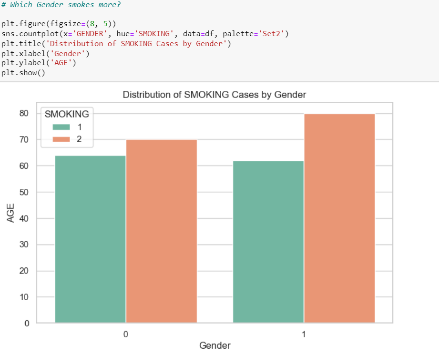 # Which Gender smokes more?
plt.figure(figsize=(8, 5))
sns.countplot(x='GENDER', hue='SMOKING', data=df, palette='Set2')
plt.title('Distribution of SMOKING Cases by Gender')
plt.xlabel('Gender')
plt.ylabel('AGE')
plt.show()
Distribution of SMOKING Cases by Gender
SMOKING
1
2
80
70
60
50
40
30
20
10
0
AGE
0 1
Gender